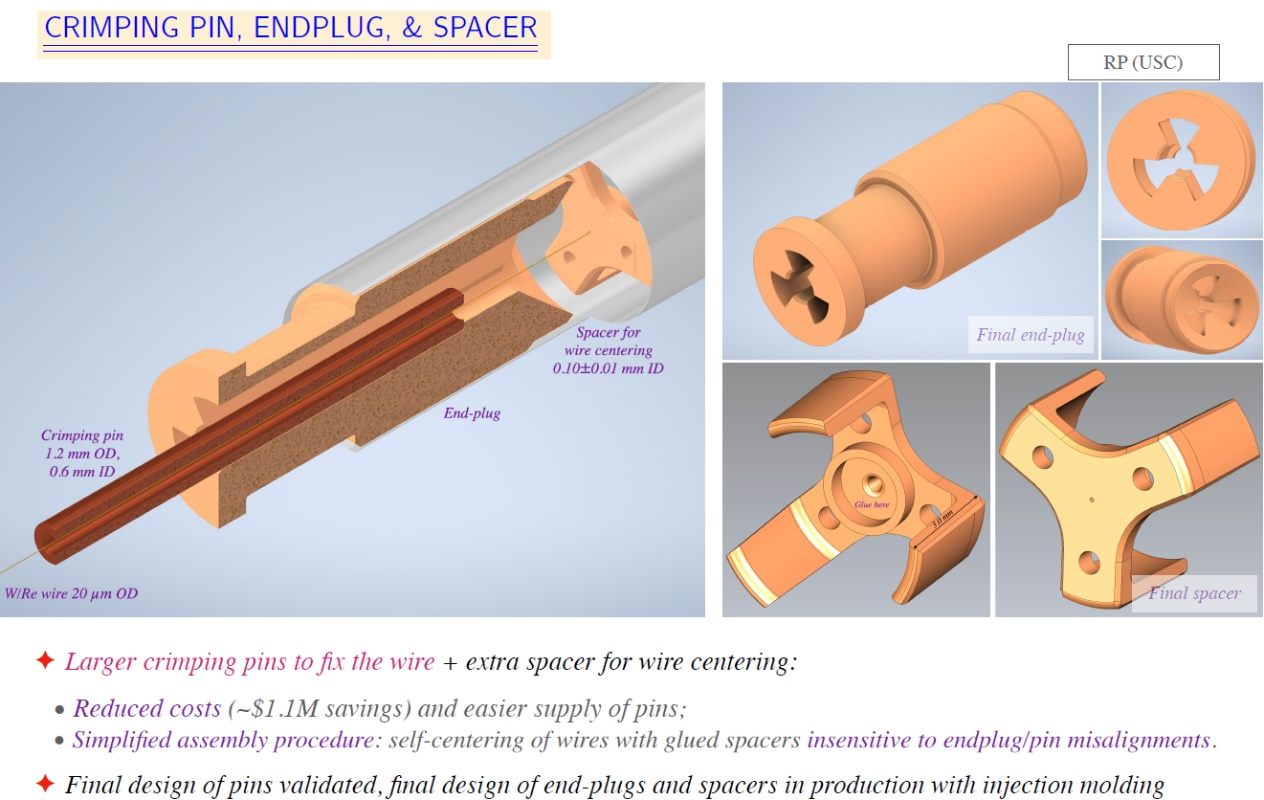 CRIMPING PIN, ENDPLUG, & SPACER
RP (USC)
Spacer for
wire centering
0.10±0.01 mm ID
End-plug
Crimping pin
1.2 mm OD,
0.6 mm ID
W/Re wire 20 µm OD
Final end-plug
Glue here
1.0 mm
Final spacer
Larger crimping pins to fix the wire + extra spacer for wire centering:
• Reduced costs (~$1.1M savings) and easier supply of pins;
• Simplified assembly procedure: self-centering of wires with glued spacers insensitive to endplug/pin misalignments.
Final design of pins validated, final design of end-plugs and spacers in production with injection molding